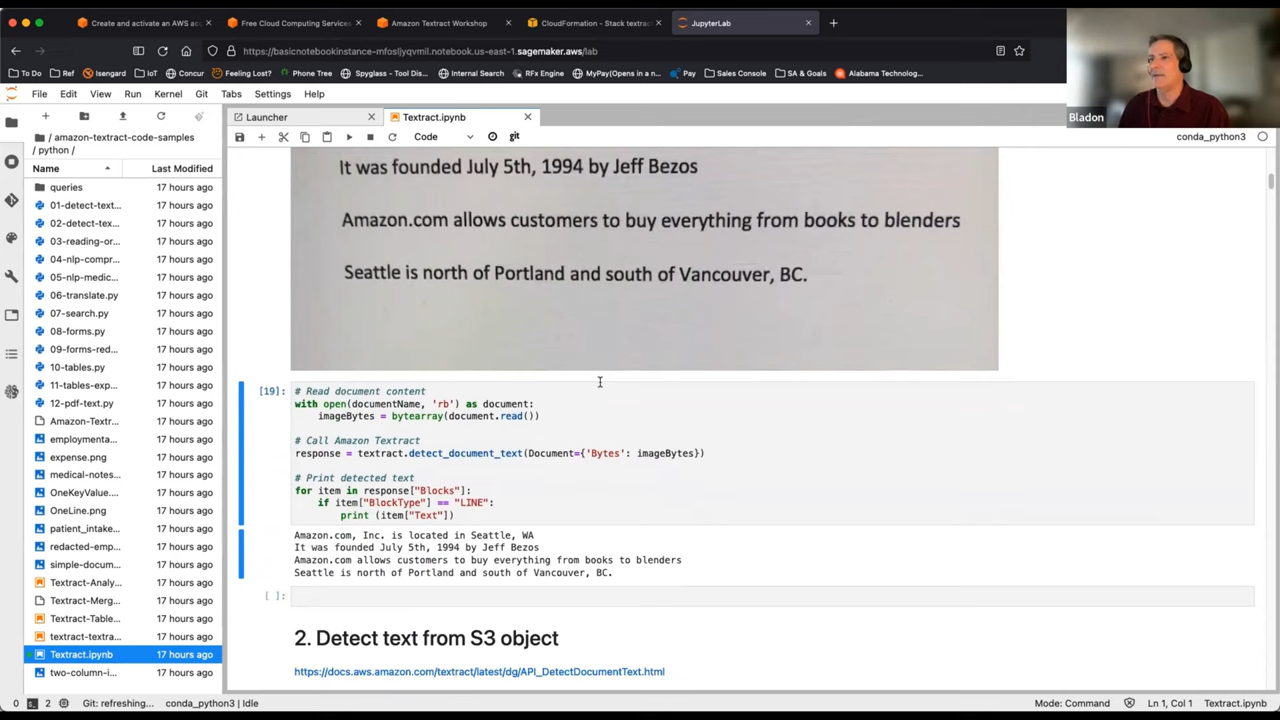 Create and activate an AWS acc
Free Cloud Computing Services
Amazon Textract Workshop
CloudFormation - Stack textrac
JupyterLab
https://basicnotebookinstance-mfosljyqvmil.notebook.us-east-1.sagemaker.aws/lab
To Do
Ref
Isengard
IoT
Concur
Feeling Lost?
Phone Tree
Spyglass - Tool Dis...
Internal Search
RFx Engine
MyPay(Opens in a n...
Pay
Sales Console
SA & Goals
Alabama Technolog...
Bladon
File Edit View Run Kernel Git Tabs Settings Help
Launcher
Textract.ipynb
Code
git
conda_python3
/ amazon-textract-code-samples
/ python /
Name Last Modified
queries 17 hours ago
01-detect-text... 17 hours ago
02-detect-tex... 17 hours ago
03-reading-or... 17 hours ago
04-nlp-compr... 17 hours ago
05-nlp-medic... 17 hours ago
06-translate.py 17 hours ago
07-search.py 17 hours ago
08-forms.py 17 hours ago
09-forms-red... 17 hours ago
10-tables.py 17 hours ago
11-tables-exp... 17 hours ago
12-pdf-text.py 17 hours ago
Amazon-Textr... 17 hours ago
employmenta... 17 hours ago
expense.png 17 hours ago
medical-notes... 17 hours ago
OneKeyValue.... 17 hours ago
OneLine.png 17 hours ago
patient_intake... 17 hours ago
redacted-emp... 17 hours ago
simple-docum... 17 hours ago
Textract-Analy... 17 hours ago
Textract-Merg... 17 hours ago
Textract-Table... 17 hours ago
textract-textra... 17 hours ago
Textract.ipynb 17 hours ago
two-column-i... 17 hours ago
It was founded July 5th, 1994 by Jeff Bezos
Amazon.com allows customers to buy everything from books to blenders
Seattle is north of Portland and south of Vancouver, BC.
[19]:
# Read document content
with open(documentName, 'rb') as document:
    imageBytes = bytearray(document.read())
# Call Amazon Textract
response = textract.detect_document_text(Document={'Bytes': imageBytes})
# Print detected text
for item in response["Blocks"]:
    if item["BlockType"] == "LINE":
        print (item["Text"])
Amazon.com, Inc. is located in Seattle, WA
It was founded July 5th, 1994 by Jeff Bezos
Amazon.com allows customers to buy everything from books to blenders
Seattle is north of Portland and south of Vancouver, BC.
[ ]:
2. Detect text from S3 object
https://docs.aws.amazon.com/textract/latest/dg/API_DetectDocumentText.html
0 2 Git: refreshing... conda_python3 | Idle
Mode: Command Ln 1, Col 1 Textract.ipynb